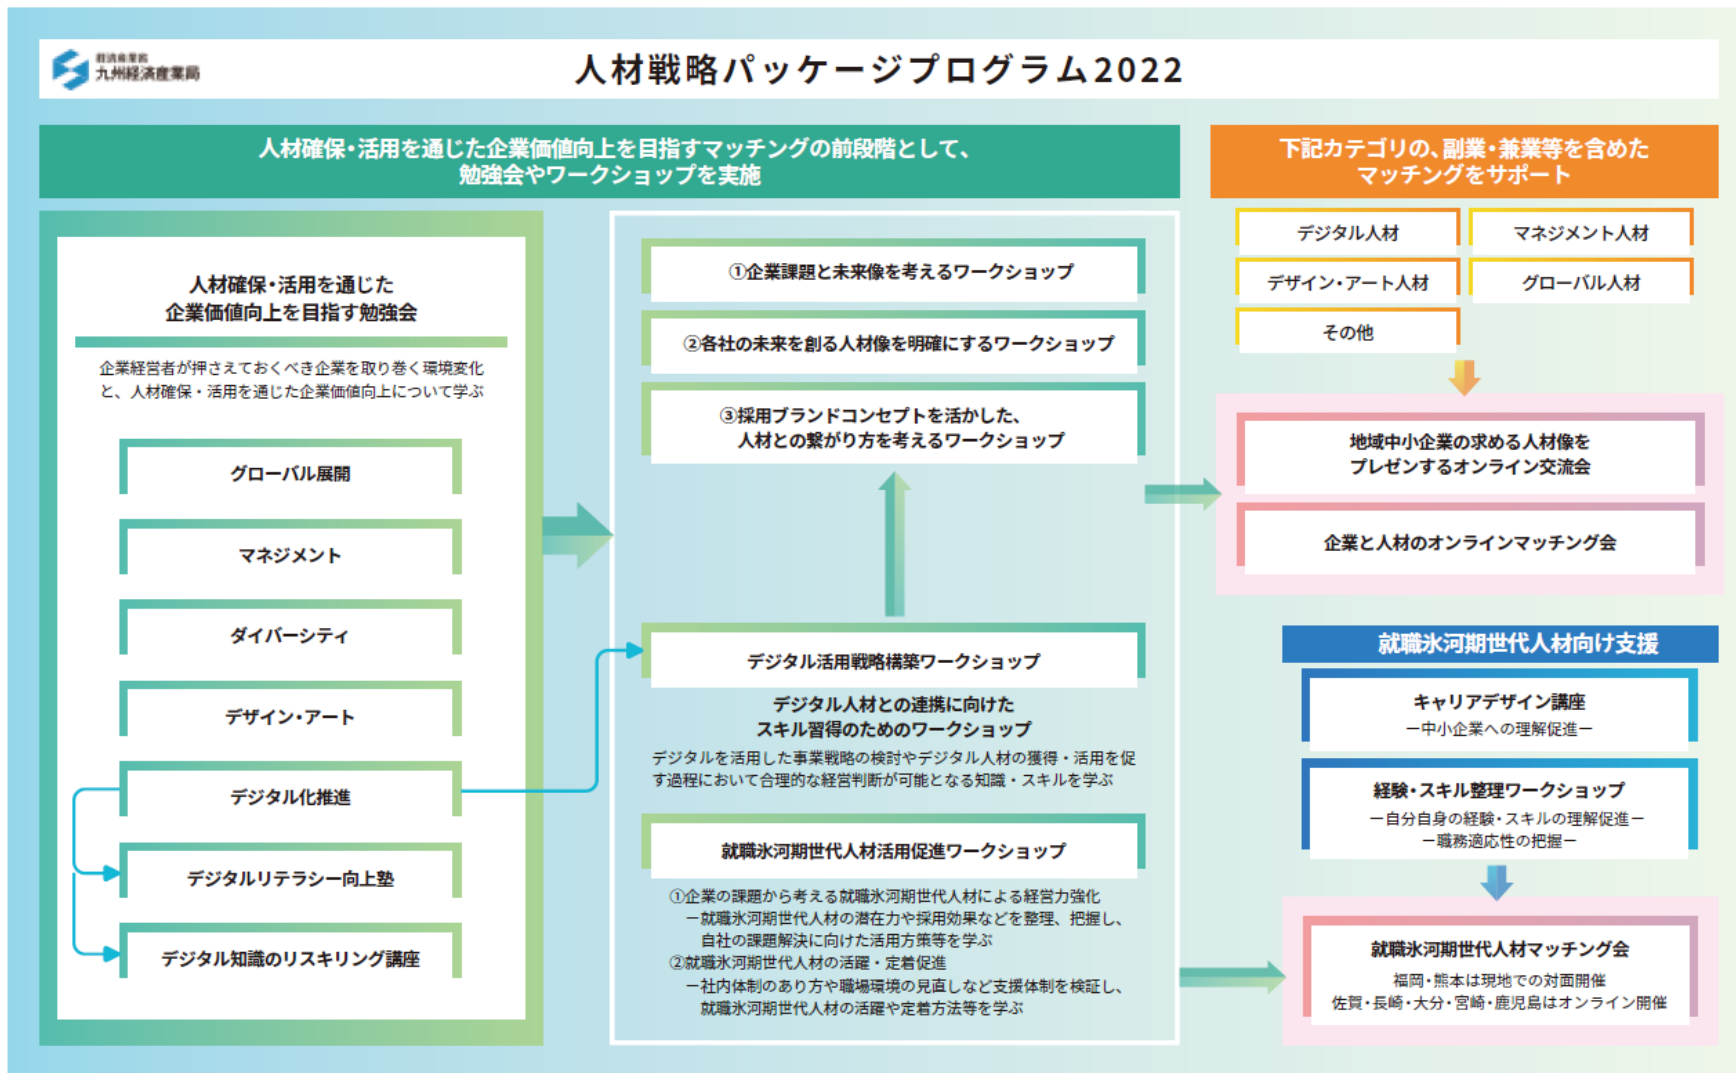 経済産業省
九州経済産業局
人材戦略パッケージプログラム2022
人材確保・活用を通じた企業価値向上を目指すマッチングの前段階として、
勉強会やワークショップを実施
人材確保・活用を通じた
企業価値向上を目指す勉強会
企業経営者が押さえておくべき企業を取り巻く環境変化
と、人材確保・活用を通じた企業価値向上について学ぶ
グローバル展開
マネジメント
ダイバーシティ
デザイン・アート
デジタル化推進
デジタルリテラシー向上塾
デジタル知識のリスキリング講座
①企業課題と未来像を考えるワークショップ
②各社の未来を創る人材像を明確にするワークショップ
③採用ブランドコンセプトを活かした、
人材との繋がり方を考えるワークショップ
デジタル活用戦略構築ワークショップ
デジタル人材との連携に向けた
スキル習得のためのワークショップ
デジタルを活用した事業戦略の検討やデジタル人材の獲得・活用を促
す過程において合理的な経営判断が可能となる知識・スキルを学ぶ
就職氷河期世代人材活用促進ワークショップ
①企業の課題から考える就職氷河期世代人材による経営力強化
－就職氷河期世代人材の潜在力や採用効果などを整理、把握し、
自社の課題解決に向けた活用方策等を学ぶ
②就職氷河期世代人材の活躍・定着促進
－社内体制のあり方や職場環境の見直しなど支援体制を検証し、
就職氷河期世代人材の活躍や定着方法等を学ぶ
下記カテゴリの、副業・兼業等を含めた
マッチングをサポート
デジタル人材
マネジメント人材
デザイン・アート人材
グローバル人材
その他
地域中小企業の求める人材像を
プレゼンするオンライン交流会
企業と人材のオンラインマッチング会
就職氷河期世代人材向け支援
キャリアデザイン講座
－中小企業への理解促進－
経験・スキル整理ワークショップ
－自分自身の経験・スキルの理解促進－
－職務適応性の把握－
就職氷河期世代人材マッチング会
福岡・熊本は現地での対面開催
佐賀・長崎・大分・宮崎・鹿児島はオンライン開催